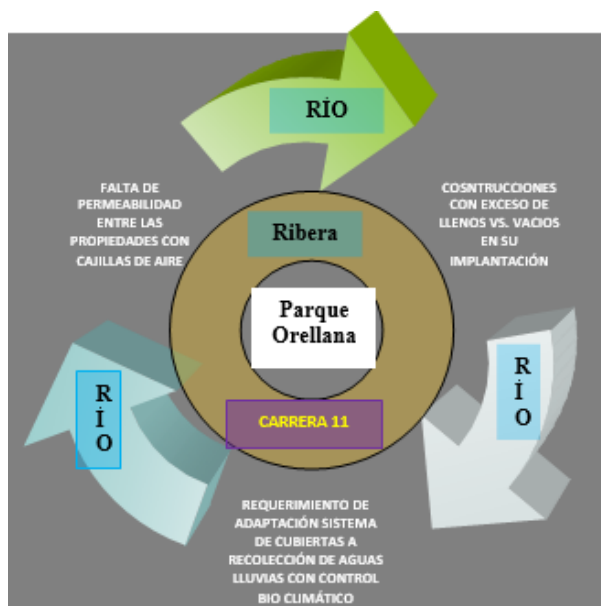 RÍO
FALTA DE
PERMEABILIDAD
ENTRE LAS
PROPIEDADES CON
CAJILLAS DE AIRE
COSNTRUCCIONES
CON EXCESO DE
LLENOS VS. VACIOS
EN SU
IMPLANTACIÓN
Ribera
Parque
Orellana
R
Í
O
R
Í
O
CARRERA 11
REQUERIMIENTO DE
ADAPTACIÓN SISTEMA
DE CUBIERTAS A
RECOLECCIÓN DE AGUAS
LLUVIAS CON CONTROL
BIO CLIMÁTICO